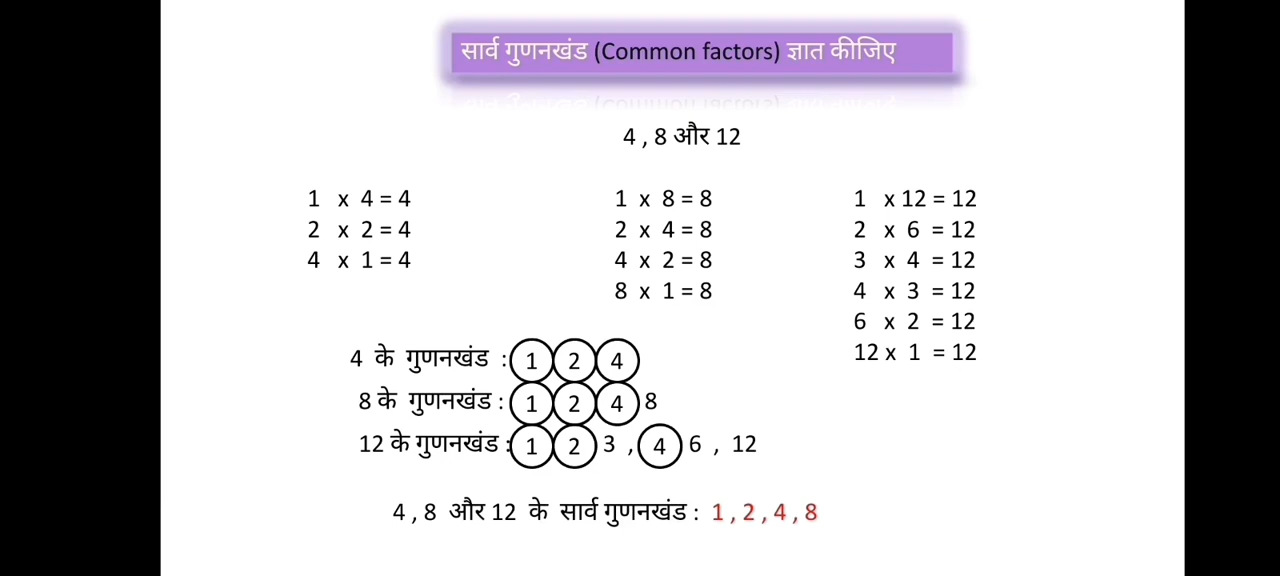 सार्व गुणनखंड (Common factors) ज्ञात कीजिए
4 , 8 और 12
1 x 4 = 4
2 x 2 = 4
4 x 1 = 4
1 x 8 = 8
2 x 4 = 8
4 x 2 = 8
8 x 1 = 8
1 x 12 = 12
2 x 6 = 12
3 x 4 = 12
4 x 3 = 12
6 x 2 = 12
12 x 1 = 12
4 के गुणनखंड : 1 2 4
8 के गुणनखंड : 1 2 4 8
12 के गुणनखंड : 1 2 3 , 4 6 , 12
4 , 8 और 12 के सार्व गुणनखंड : 1 , 2 , 4 , 8